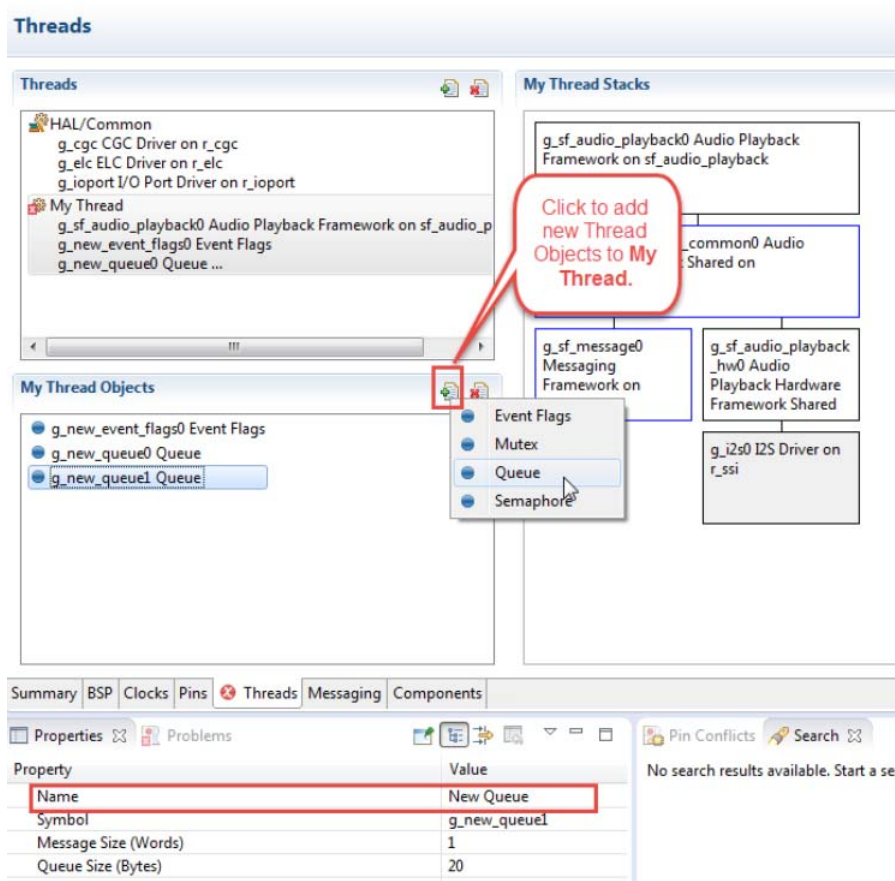 Threads
Threads
HAL/Common
g_cgc CGC Driver on r_cgc
g_elc ELC Driver on r_elc
g_ioport I/O Port Driver on r_ioport
My Thread
g_sf_audio_playback0 Audio Playback Framework on sf_audio_p
g_new_event_flags0 Event Flags
g_new_queue0 Queue ...
My Thread Stacks
g_sf_audio_playback0 Audio Playback
Framework on sf_audio_playback
_common0 Audio
Shared on
g_sf_message0
Messaging
Framework on
g_sf_audio_playback
_hw0 Audio
Playback Hardware
Framework Shared
g_i2s0 I2S Driver on
r_ssi
Click to add
new Thread
Objects to My
Thread.
My Thread Objects
g_new_event_flags0 Event Flags
g_new_queue0 Queue
g_new_queue1 Queue
Event Flags
Mutex
Queue
Semaphore
Summary BSP Clocks Pins Threads Messaging Components
Properties Problems
Property Value
Name New Queue
Symbol g_new_queue1
Message Size (Words) 1
Queue Size (Bytes) 20
Pin Conflicts Search
No search results available. Start a se